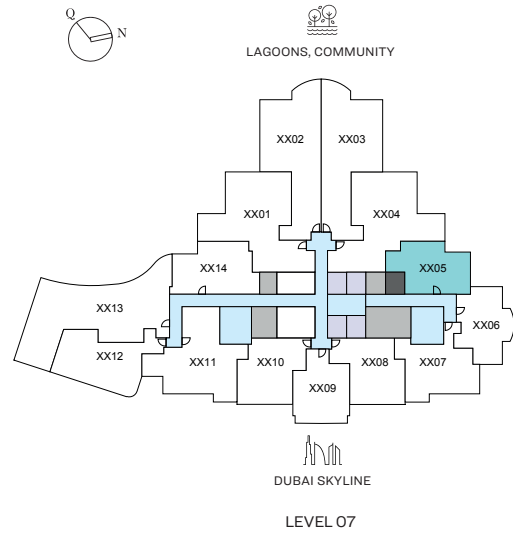 Q
N
LAGOONS, COMMUNITY
XX02 XX03
XX01 XX04
XX14 XX05
XX13
XX06
XX12 XX11 XX10 XX08 XX07
XX09
DUBAI SKYLINE
LEVEL 07